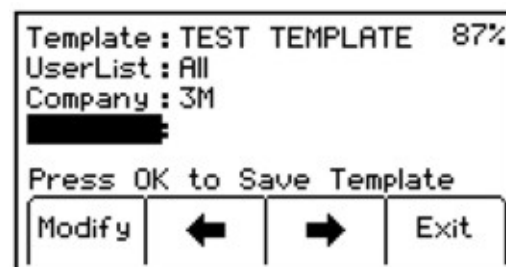 Template : TEST TEMPLATE 87%
UserList : All
Company : 3M
:
Press OK to Save Template
Modify ← → Exit